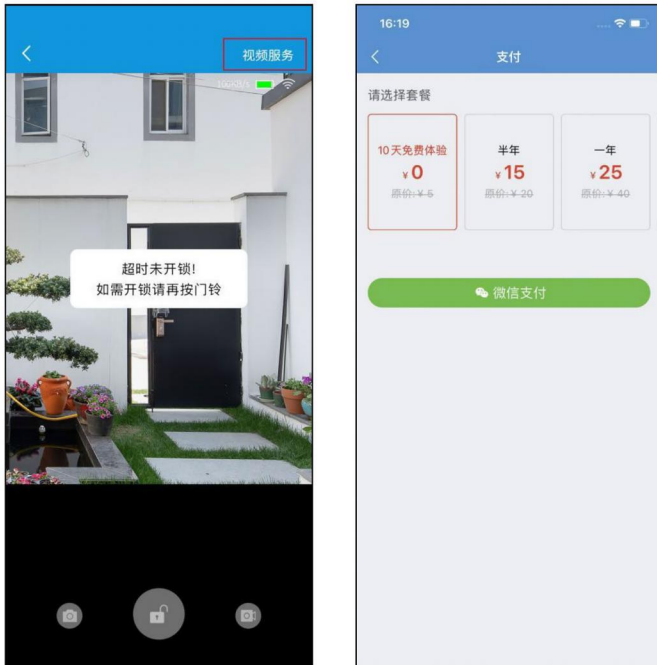 视频服务
超时未开锁!
如需开锁请再按门铃
16:19
支付
请选择套餐
10天免费体验
¥0
原价:¥5
半年
¥15
原价:¥20
一年
¥25
原价:¥40
微信支付